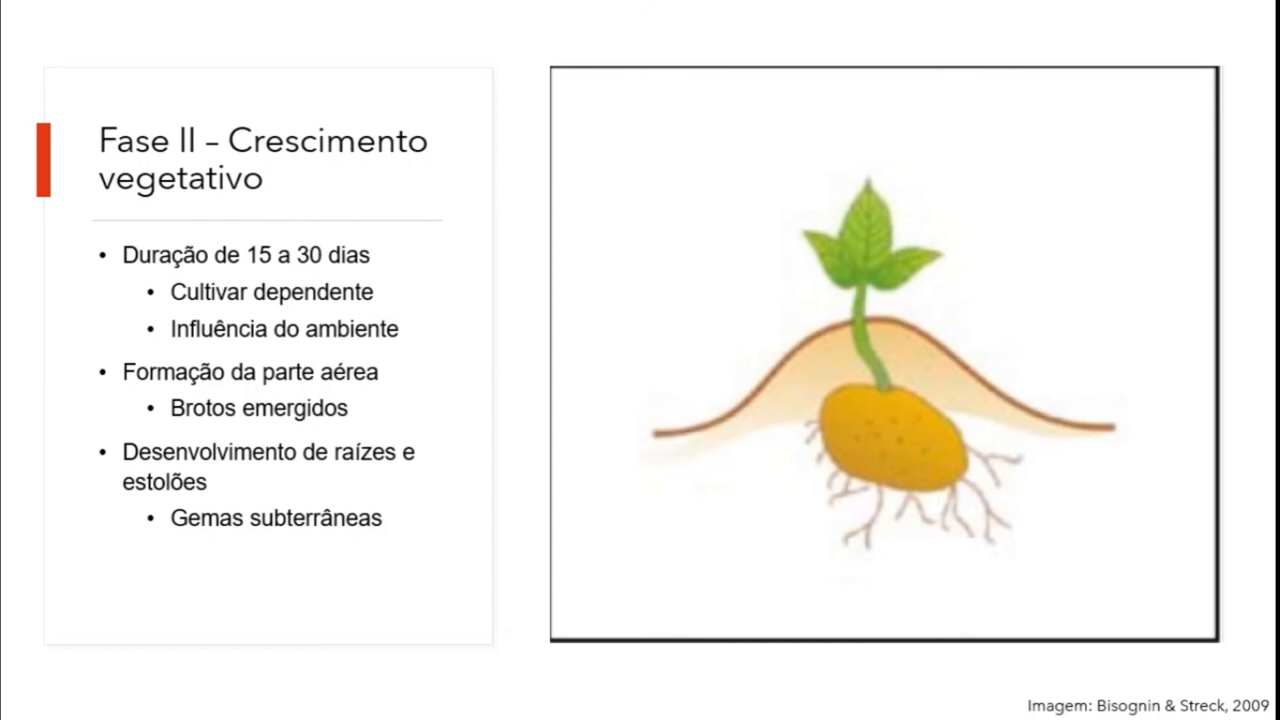 Fase II – Crescimento
vegetativo
• Duração de 15 a 30 dias
• Cultivar dependente
• Influência do ambiente
• Formação da parte aérea
• Brotos emergidos
• Desenvolvimento de raízes e
estolões
• Gemas subterrâneas
Imagem: Bisognin & Streck, 2009